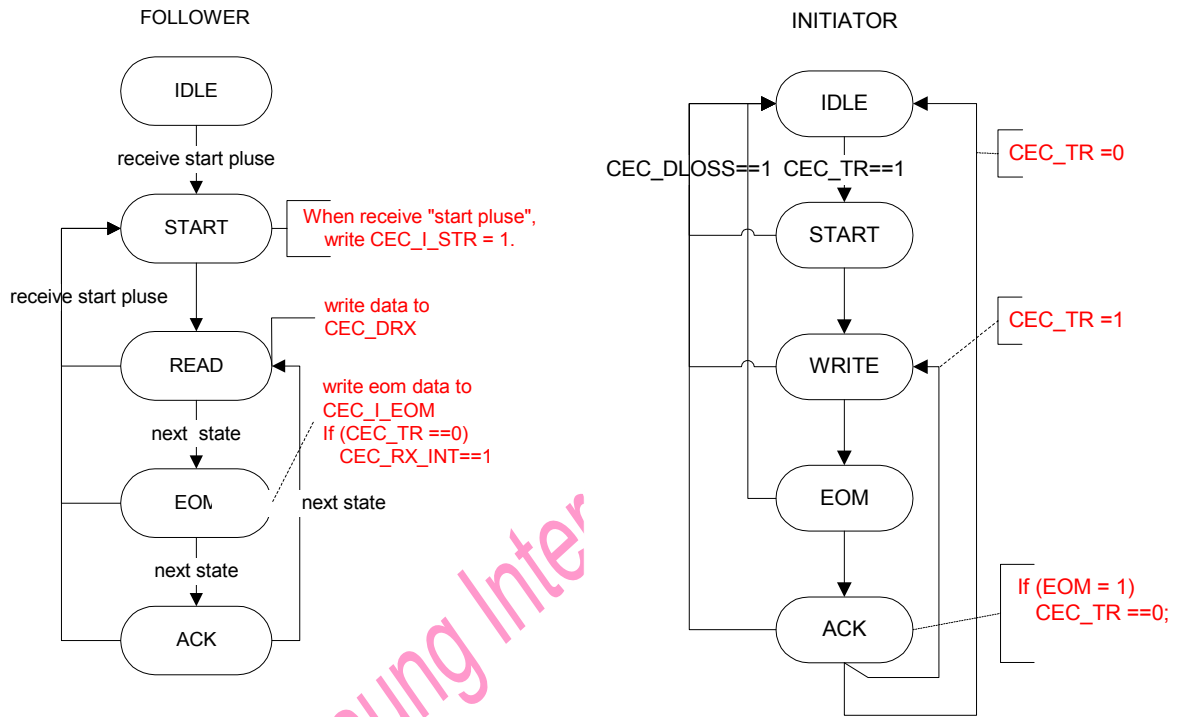 FOLLOWER
IDLE
receive start pluse
START
When receive "start pluse",
write CEC_I_STR = 1.
receive start pluse
write data to
CEC_DRX
READ
write eom data to
CEC_I_EOM
If (CEC_TR ==0)
CEC_RX_INT==1
next state
EOM
next state
next state
ACK
INITIATOR
IDLE
CEC_TR =0
CEC_DLOSS==1
CEC_TR==1
START
CEC_TR =1
WRITE
EOM
If (EOM = 1)
CEC_TR ==0;
ACK